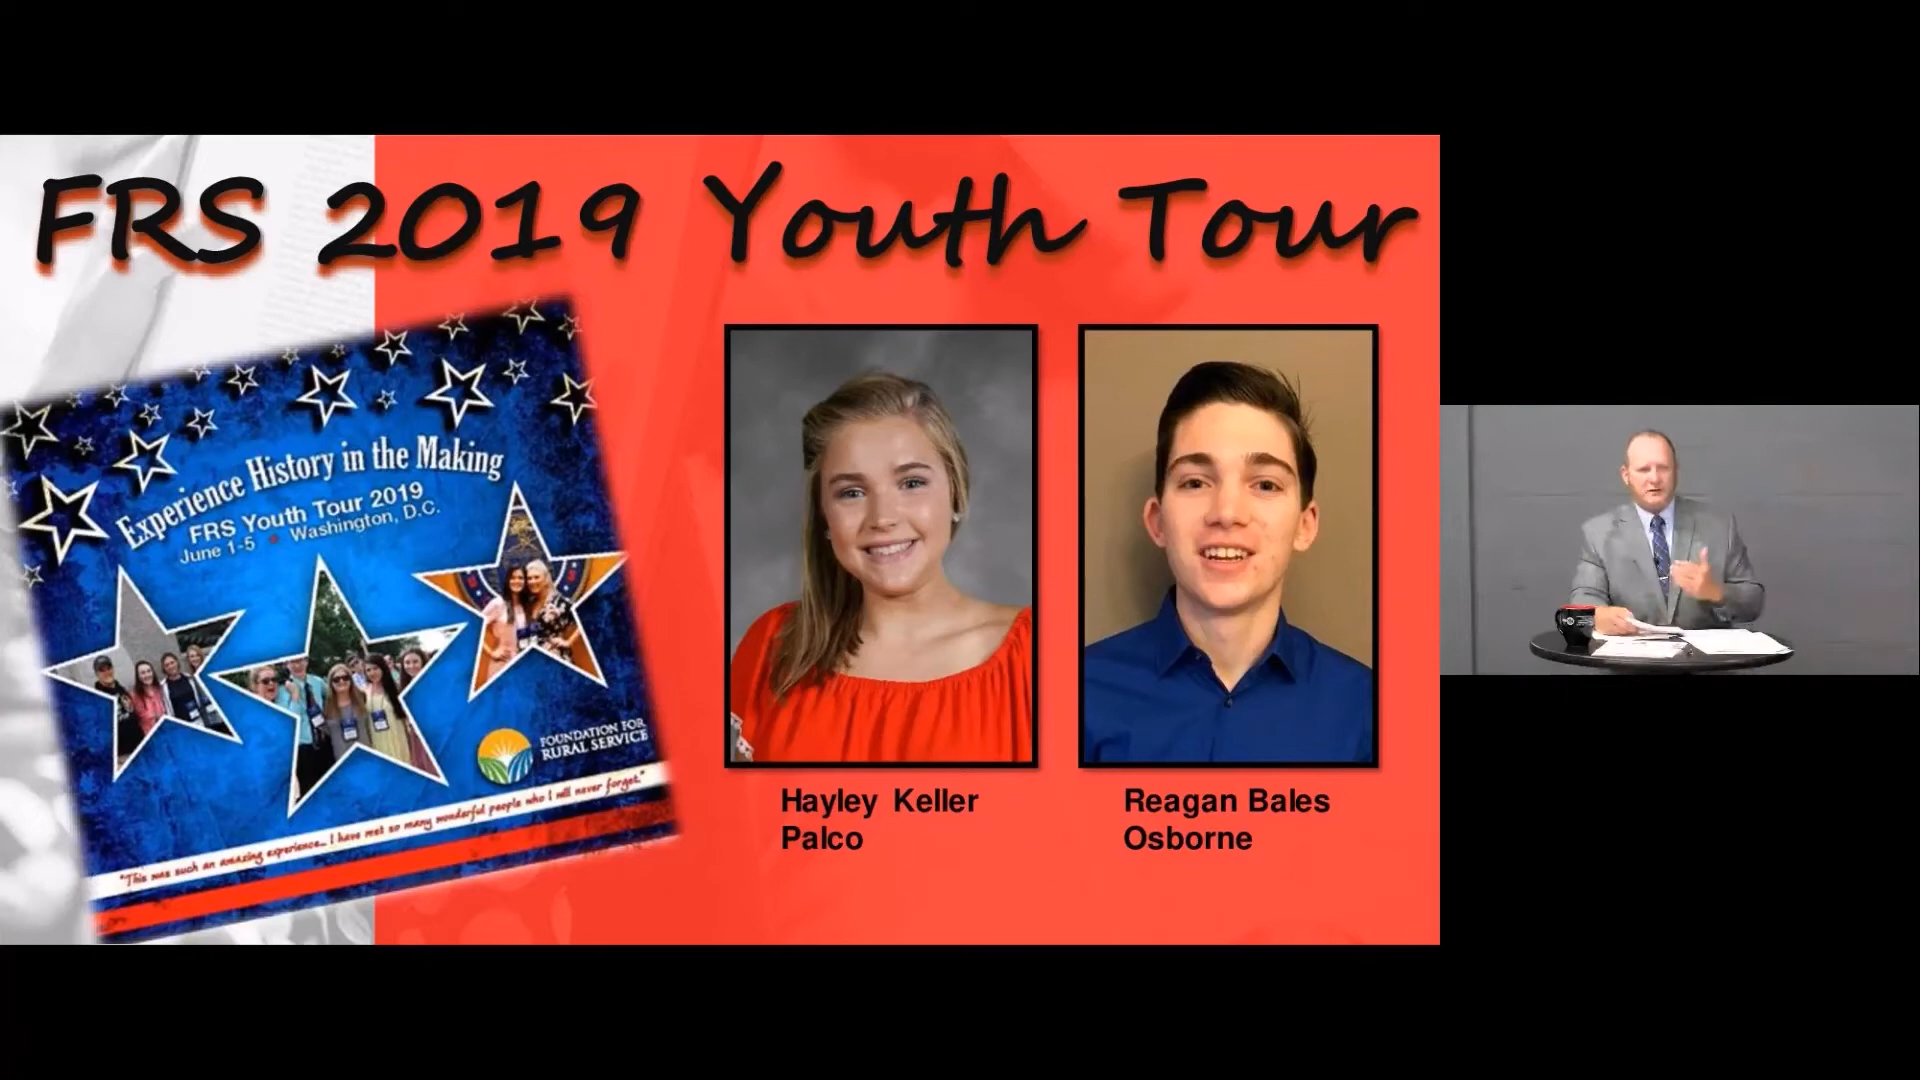 FRS 2019 Youth Tour
Experience History in the Making
FRS Youth Tour 2019
June 1-5 * Washington, D.C.
FOUNDATION FOR
RURAL SERVICE
"This was such an amazing experience... I have met so many wonderful people who I will never forget."
Hayley Keller
Palco
Reagan Bales
Osborne